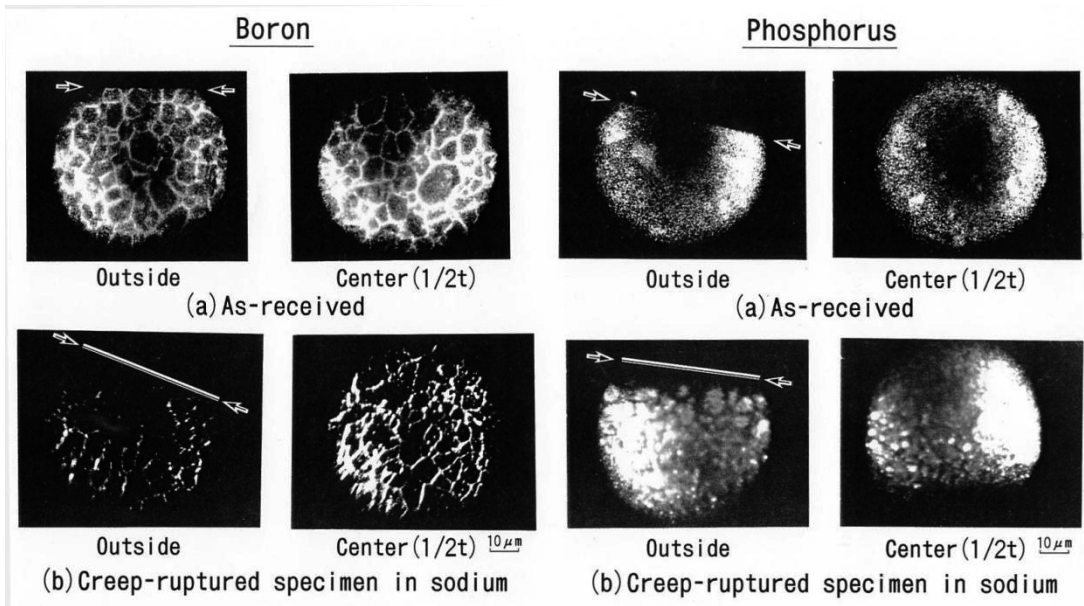 Boron
Outside
Center(1/2t)
(a)As-received
Outside
Center(1/2t)
10μm
(b)Creep-ruptured specimen in sodium
Phosphorus
Outside
Center(1/2t)
(a)As-received
Outside
Center(1/2t)
10μm
(b)Creep-ruptured specimen in sodium